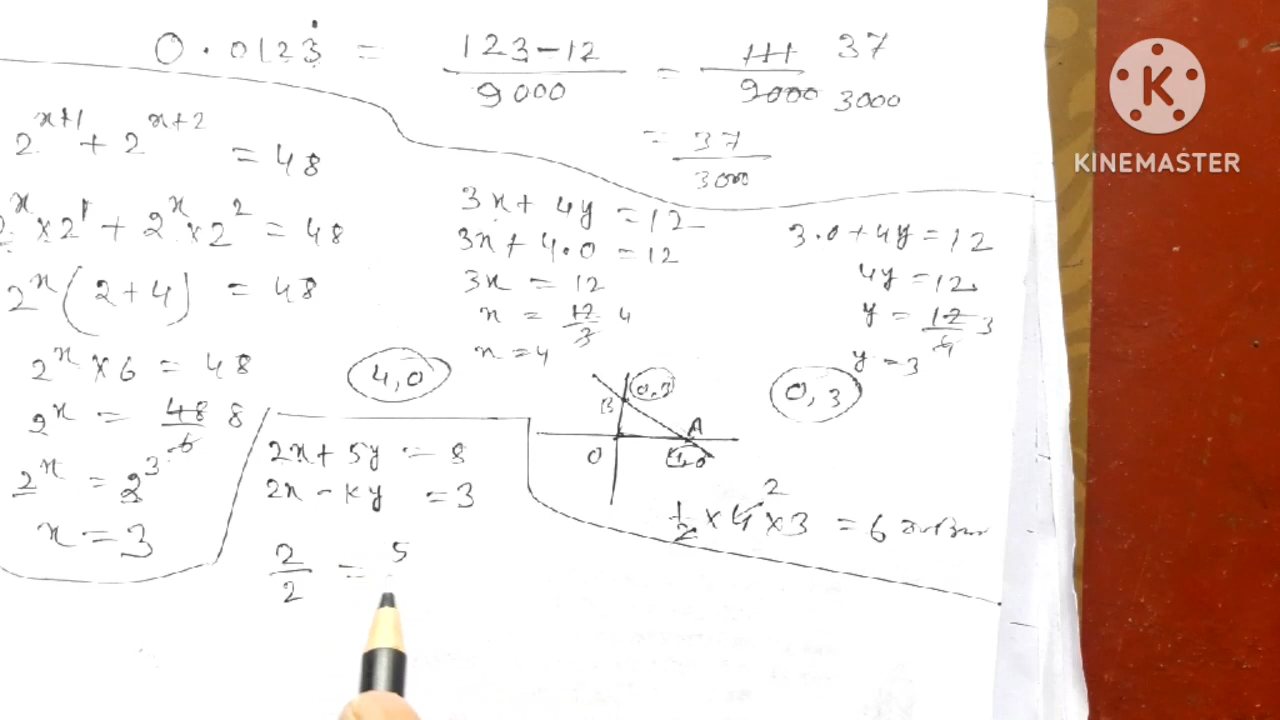 0.0123̇ = 123-12/9000 = 111/9000 37/3000
= 37/3000
2^(x+1) + 2^(x+2) = 48
2^x × 2^1 + 2^x × 2^2 = 48
2^x (2+4) = 48
2^x × 6 = 48
2^x = 48/6 8
2^x = 2^3
x = 3
3x + 4y = 12
3x + 4.0 = 12
3x = 12
x = 12/3 4
x = 4
4,0
3.0 + 4y = 12
4y = 12
y = 12/4 3
y = 3
0,3
B 0,3
A
O 4,0
1/2 × 4 2 × 3 = 6
2x + 5y = 8
2x - ky = 3
2/2 = 5
K
KINEMASTER